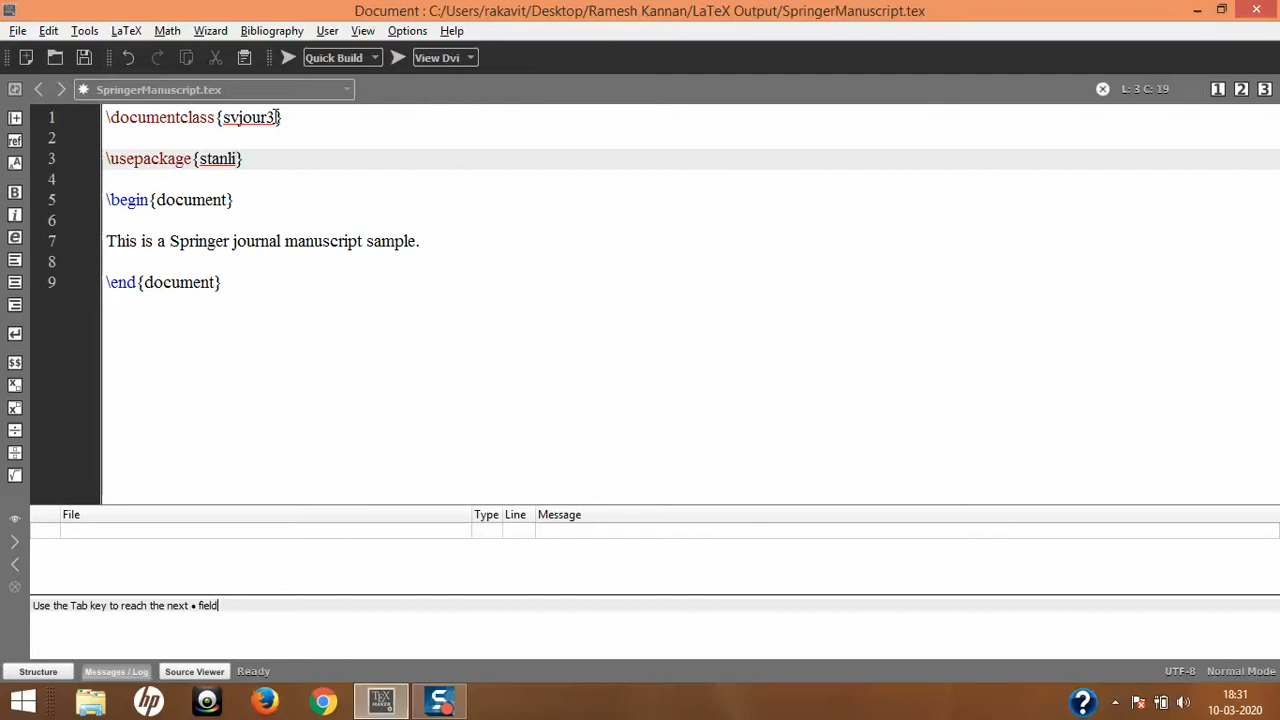 Document : C:/Users/rakavit/Desktop/Ramesh Kannan/LaTeX Output/SpringerManuscript.tex
File Edit Tools LaTeX Math Wizard Bibliography User View Options Help
Quick Build View Dvi
SpringerManuscript.tex L: 3 C: 19 1 2 3
1 \documentclass{svjour3}
2
3 \usepackage{stanli}
4
5 \begin{document}
6
7 This is a Springer journal manuscript sample.
8
9 \end{document}
File Type Line Message
Use the Tab key to reach the next • field
Structure Messages / Log Source Viewer Ready UTF-8 Normal Mode
18:31
10-03-2020